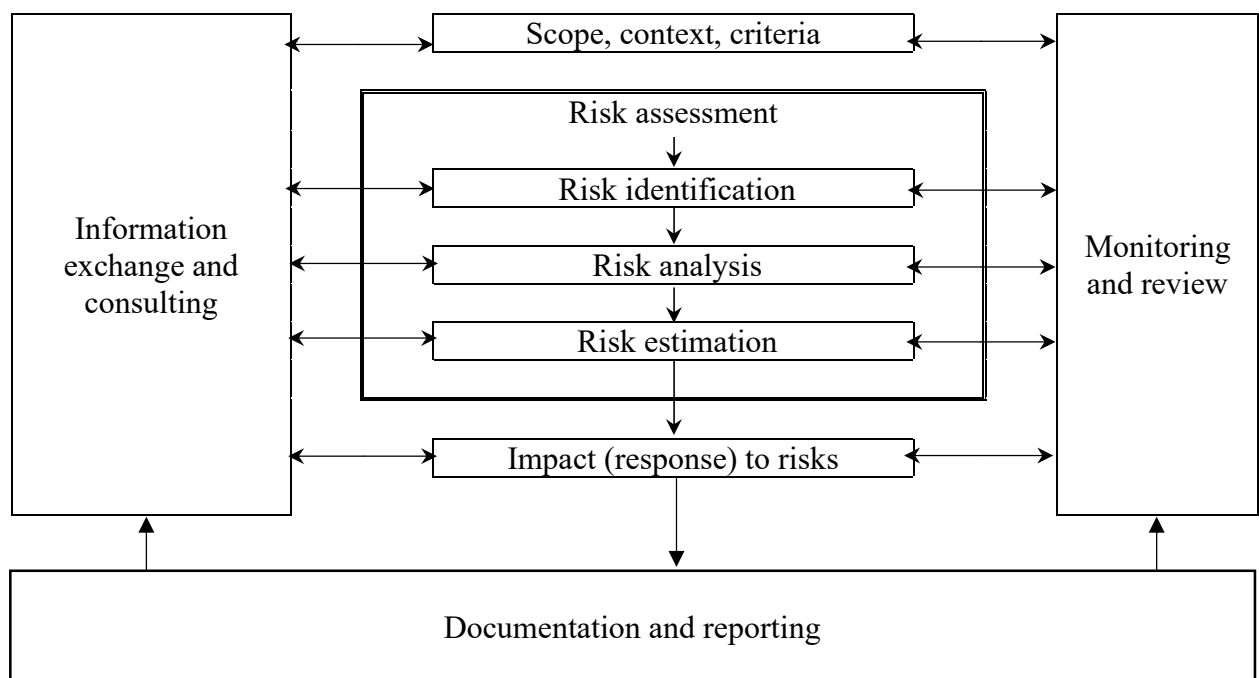 Scope, context, criteria
Risk assessment
Risk identification
Information
exchange and
consulting
Risk analysis
Monitoring
and review
Risk estimation
Impact (response) to risks
Documentation and reporting